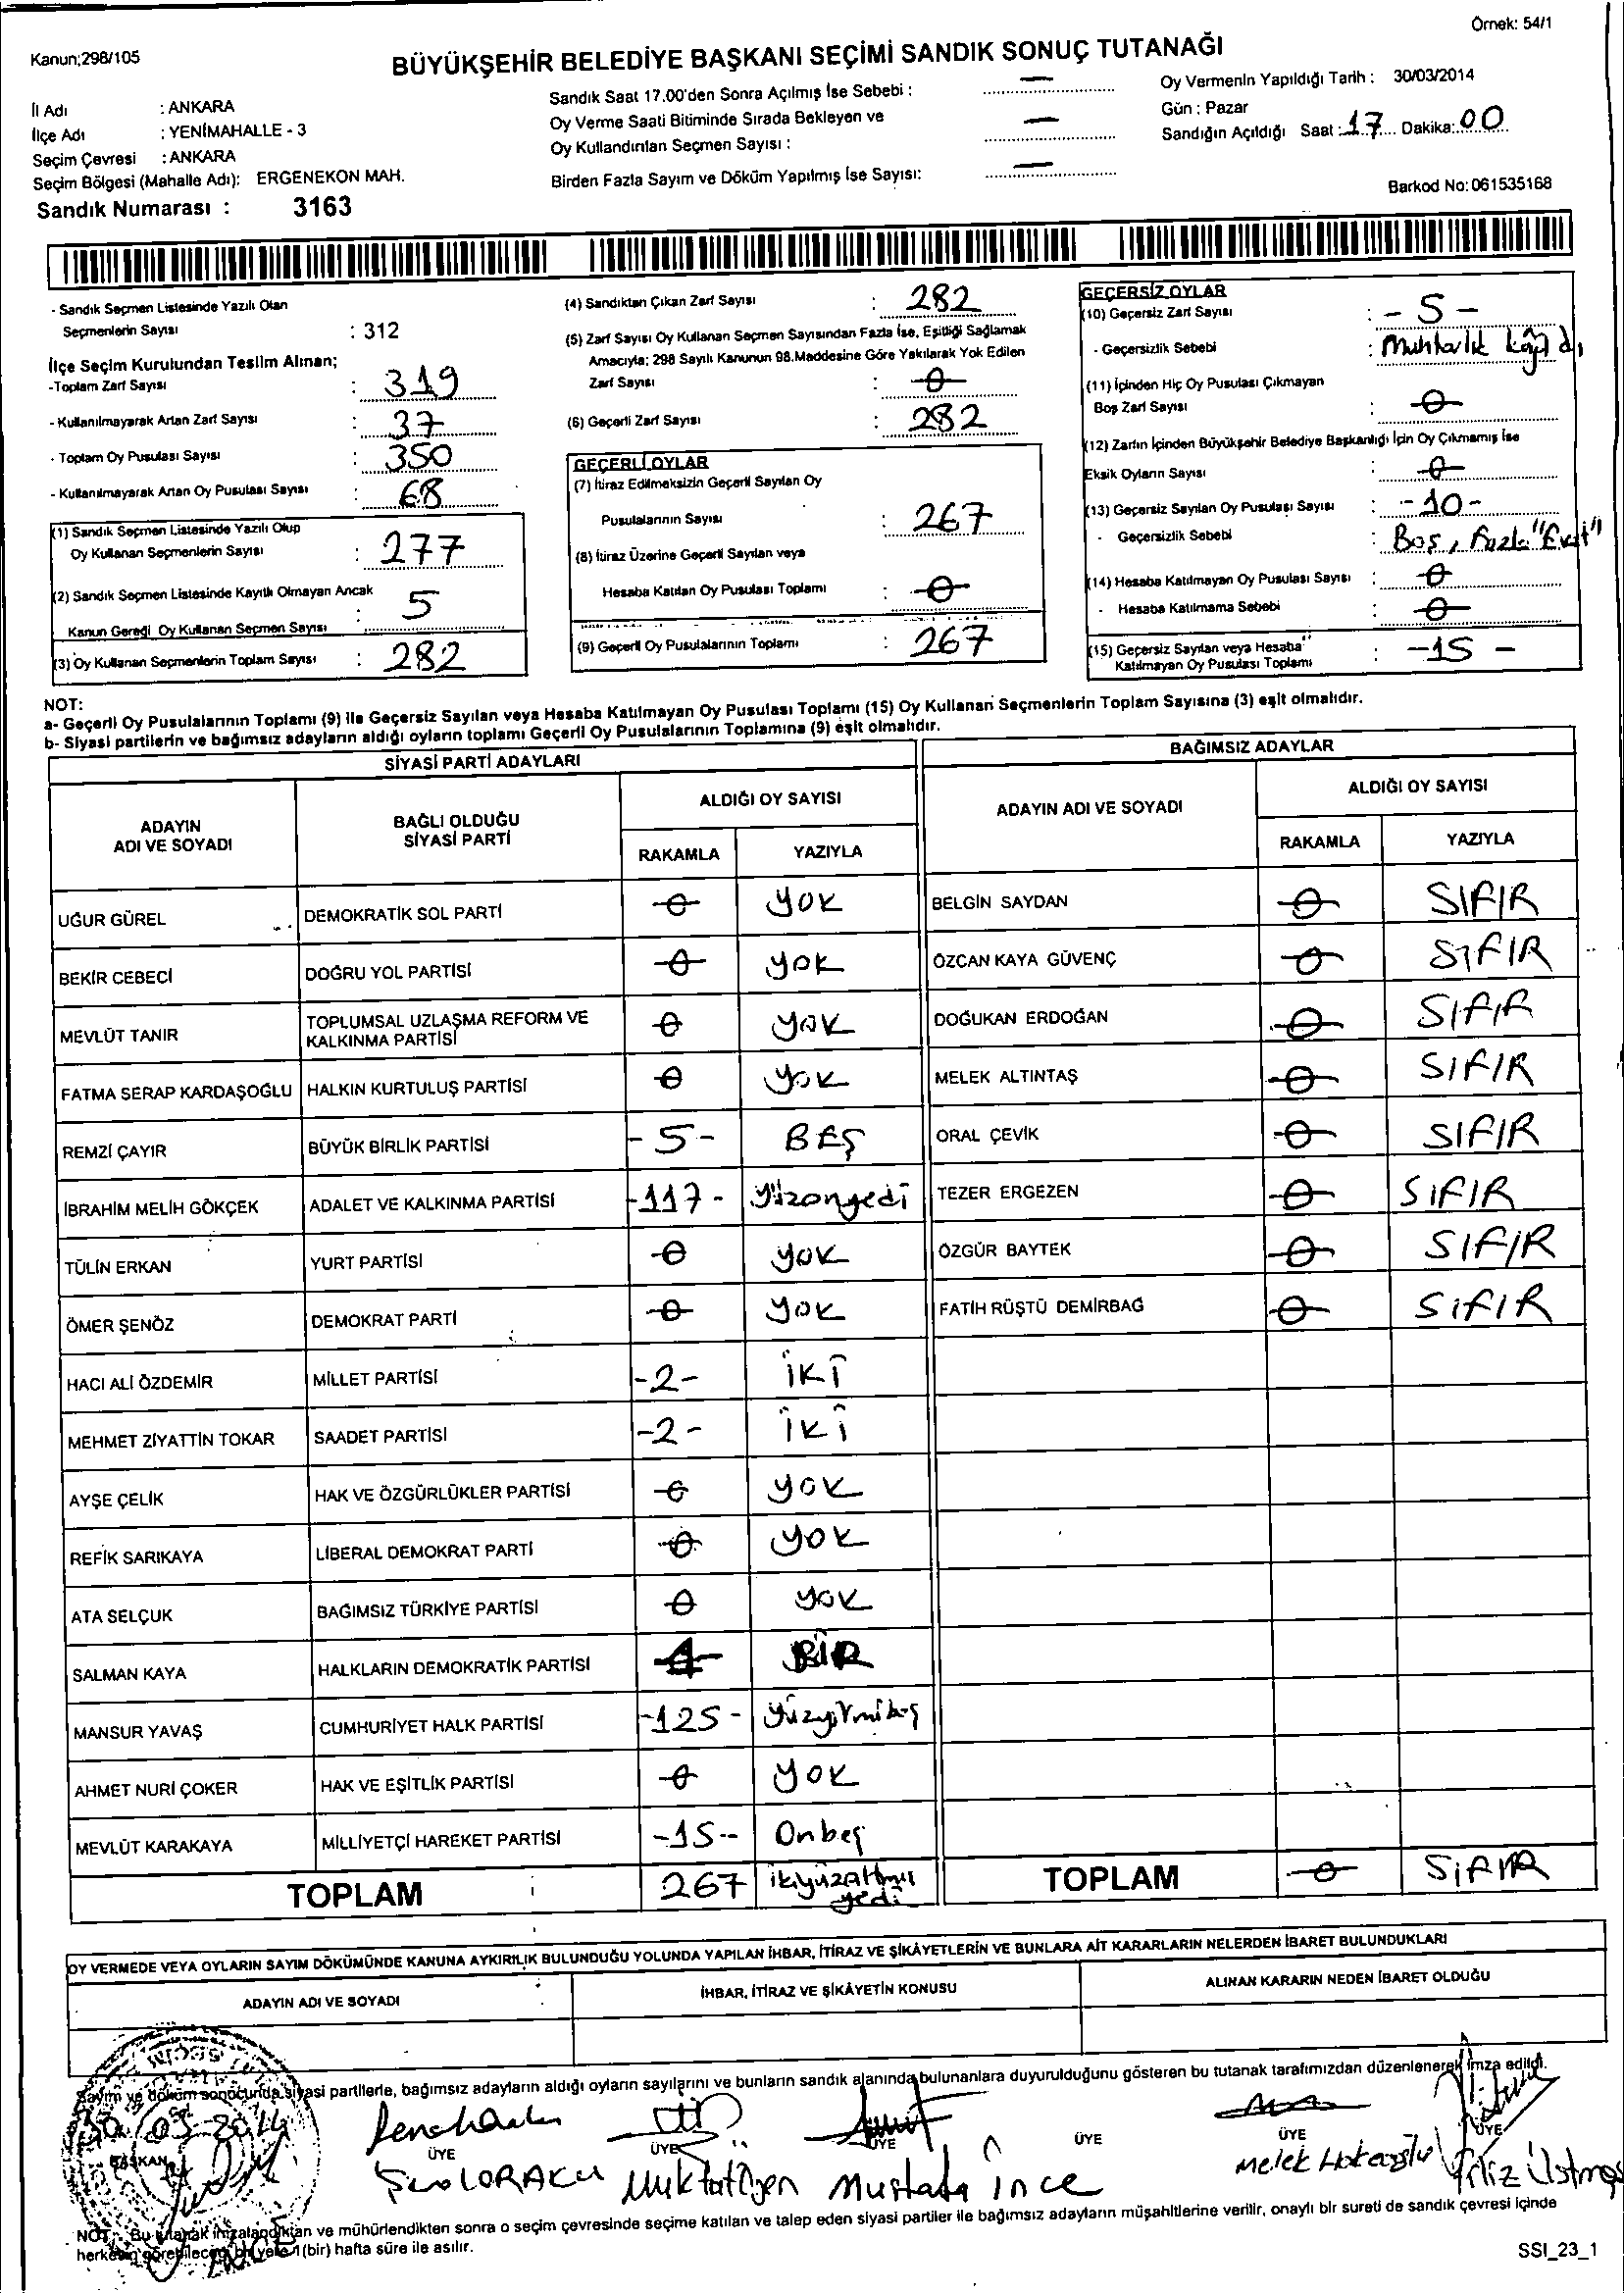 Örnek: 54/1
Kanun;298/105
BÜYÜKŞEHİR BELEDİYE BAŞKANI SEÇİMİ SANDIK SONUÇ TUTANAĞI
İl Adı : ANKARA
İlçe Adı : YENİMAHALLE - 3
Seçim Çevresi : ANKARA
Seçim Bölgesi (Mahalle Adı): ERGENEKON MAH.
Sandık Numarası : 3163
Sandık Saat 17.00'den Sonra Açılmış İse Sebebi : —
Oy Verme Saati Bitiminde Sırada Bekleyen ve
Oy Kullandırılan Seçmen Sayısı : —
Birden Fazla Sayım ve Döküm Yapılmış İse Sayısı: —
Oy Vermenin Yapıldığı Tarih : 30/03/2014
Gün : Pazar
Sandığın Açıldığı Saat : 17 Dakika: 00
Barkod No: 061535168
- Sandık Seçmen Listesinde Yazılı Olan
Seçmenlerin Sayısı : 312
İlçe Seçim Kurulundan Teslim Alınan;
-Toplam Zarf Sayısı : 319
- Kullanılmayarak Artan Zarf Sayısı : 37
- Toplam Oy Pusulası Sayısı : 350
- Kullanılmayarak Artan Oy Pusulası Sayısı : 68
(1) Sandık Seçmen Listesinde Yazılı Olup
Oy Kullanan Seçmenlerin Sayısı : 277
(2) Sandık Seçmen Listesinde Kayıtlı Olmayan Ancak
Kanun Gereği Oy Kullanan Seçmen Sayısı : 5
(3) Oy Kullanan Seçmenlerin Toplam Sayısı : 282
(4) Sandıktan Çıkan Zarf Sayısı : 282
(5) Zarf Sayısı Oy Kullanan Seçmen Sayısından Fazla İse, Eşitliği Sağlamak
Amacıyla; 298 Sayılı Kanunun 98.Maddesine Göre Yakılarak Yok Edilen
Zarf Sayısı : 0
(6) Geçerli Zarf Sayısı : 282
GEÇERLİ OYLAR
(7) İtiraz Edilmeksizin Geçerli Sayılan Oy
Pusulalarının Sayısı : 267
(8) İtiraz Üzerine Geçerli Sayılan veya
Hesaba Katılan Oy Pusulası Toplamı : 0
(9) Geçerli Oy Pusulalarının Toplamı : 267
GEÇERSİZ OYLAR
(10) Geçersiz Zarf Sayısı : - 5 -
- Geçersizlik Sebebi : Muhtarlık kağıdı
(11) İçinden Hiç Oy Pusulası Çıkmayan
Boş Zarf Sayısı : 0
(12) Zarfın İçinden Büyükşehir Belediye Başkanlığı İçin Oy Çıkmamış İse
Eksik Oyların Sayısı : 0
(13) Geçersiz Sayılan Oy Pusulası Sayısı : - 10 -
- Geçersizlik Sebebi : Boş, Fazla "Evet"
(14) Hesaba Katılmayan Oy Pusulası Sayısı : 0
- Hesaba Katılmama Sebebi : 0
(15) Geçersiz Sayılan veya Hesaba
Katılmayan Oy Pusulası Toplamı : - 15 -
NOT:
a- Geçerli Oy Pusulalarının Toplamı (9) ile Geçersiz Sayılan veya Hesaba Katılmayan Oy Pusulası Toplamı (15) Oy Kullanan Seçmenlerin Toplam Sayısına (3) eşit olmalıdır.
b- Siyasi partilerin ve bağımsız adayların aldığı oyların toplamı Geçerli Oy Pusulalarının Toplamına (9) eşit olmalıdır.
SİYASİ PARTİ ADAYLARI
ADAYIN ADI VE SOYADI BAĞLI OLDUĞU SİYASİ PARTİ ALDIĞI OY SAYISI
RAKAMLA YAZIYLA
UĞUR GÜREL DEMOKRATİK SOL PARTİ 0 YOK
BEKİR CEBECİ DOĞRU YOL PARTİSİ 0 YOK
MEVLÜT TANIR TOPLUMSAL UZLAŞMA REFORM VE KALKINMA PARTİSİ 0 YOK
FATMA SERAP KARDAŞOĞLU HALKIN KURTULUŞ PARTİSİ 0 YOK
REMZİ ÇAYIR BÜYÜK BİRLİK PARTİSİ - 5 - BEŞ
İBRAHİM MELİH GÖKÇEK ADALET VE KALKINMA PARTİSİ -117 - Yüzonyedi
TÜLİN ERKAN YURT PARTİSİ 0 YOK
ÖMER ŞENÖZ DEMOKRAT PARTİ 0 YOK
HACI ALİ ÖZDEMİR MİLLET PARTİSİ -2- İKİ
MEHMET ZİYATTİN TOKAR SAADET PARTİSİ -2- İKİ
AYŞE ÇELİK HAK VE ÖZGÜRLÜKLER PARTİSİ 0 YOK
REFİK SARIKAYA LİBERAL DEMOKRAT PARTİ 0 YOK
ATA SELÇUK BAĞIMSIZ TÜRKİYE PARTİSİ 0 YOK
SALMAN KAYA HALKLARIN DEMOKRATİK PARTİSİ 1 BİR
MANSUR YAVAŞ CUMHURİYET HALK PARTİSİ -125 - Yüzyirmibeş
AHMET NURİ ÇOKER HAK VE EŞİTLİK PARTİSİ 0 YOK
MEVLÜT KARAKAYA MİLLİYETÇİ HAREKET PARTİSİ -15-- Onbeş
TOPLAM 267 ikiyüzaltmışyedi
BAĞIMSIZ ADAYLAR
ADAYIN ADI VE SOYADI ALDIĞI OY SAYISI
RAKAMLA YAZIYLA
BELGİN SAYDAN 0 SIFIR
ÖZCAN KAYA GÜVENÇ 0 SIFIR
DOĞUKAN ERDOĞAN 0 SIFIR
MELEK ALTINTAŞ 0 SIFIR
ORAL ÇEVİK 0 SIFIR
TEZER ERGEZEN 0 SIFIR
ÖZGÜR BAYTEK 0 SIFIR
FATİH RÜŞTÜ DEMİRBAĞ 0 SIFIR
TOPLAM 0 SIFIR
OY VERMEDE VEYA OYLARIN SAYIM DÖKÜMÜNDE KANUNA AYKIRILIK BULUNDUĞU YOLUNDA YAPILAN İHBAR, İTİRAZ VE ŞİKÂYETLERİN VE BUNLARA AİT KARARLARIN NELERDEN İBARET BULUNDUKLARI
ADAYIN ADI VE SOYADI İHBAR, İTİRAZ VE ŞİKÂYETİN KONUSU ALINAN KARARIN NEDEN İBARET OLDUĞU
Sayım ve döküm sonucunda siyasi partilerle, bağımsız adayların aldığı oyların sayılarını ve bunların sandık alanında bulunanlara duyurulduğunu gösteren bu tutanak tarafımızdan düzenlenerek imza edildi.
30.03.2014
BAŞKAN ÜYE ÜYE ÜYE ÜYE ÜYE ÜYE
Mustafa İnce Melek Filiz
NOT:- Bu tutanak imzalandıktan ve mühürlendikten sonra o seçim çevresinde seçime katılan ve talep eden siyasi partiler ile bağımsız adayların müşahitlerine verilir, onaylı bir sureti de sandık çevresi içinde
herkesin görebileceği bir yere 1(bir) hafta süre ile asılır.
SSI_23_1